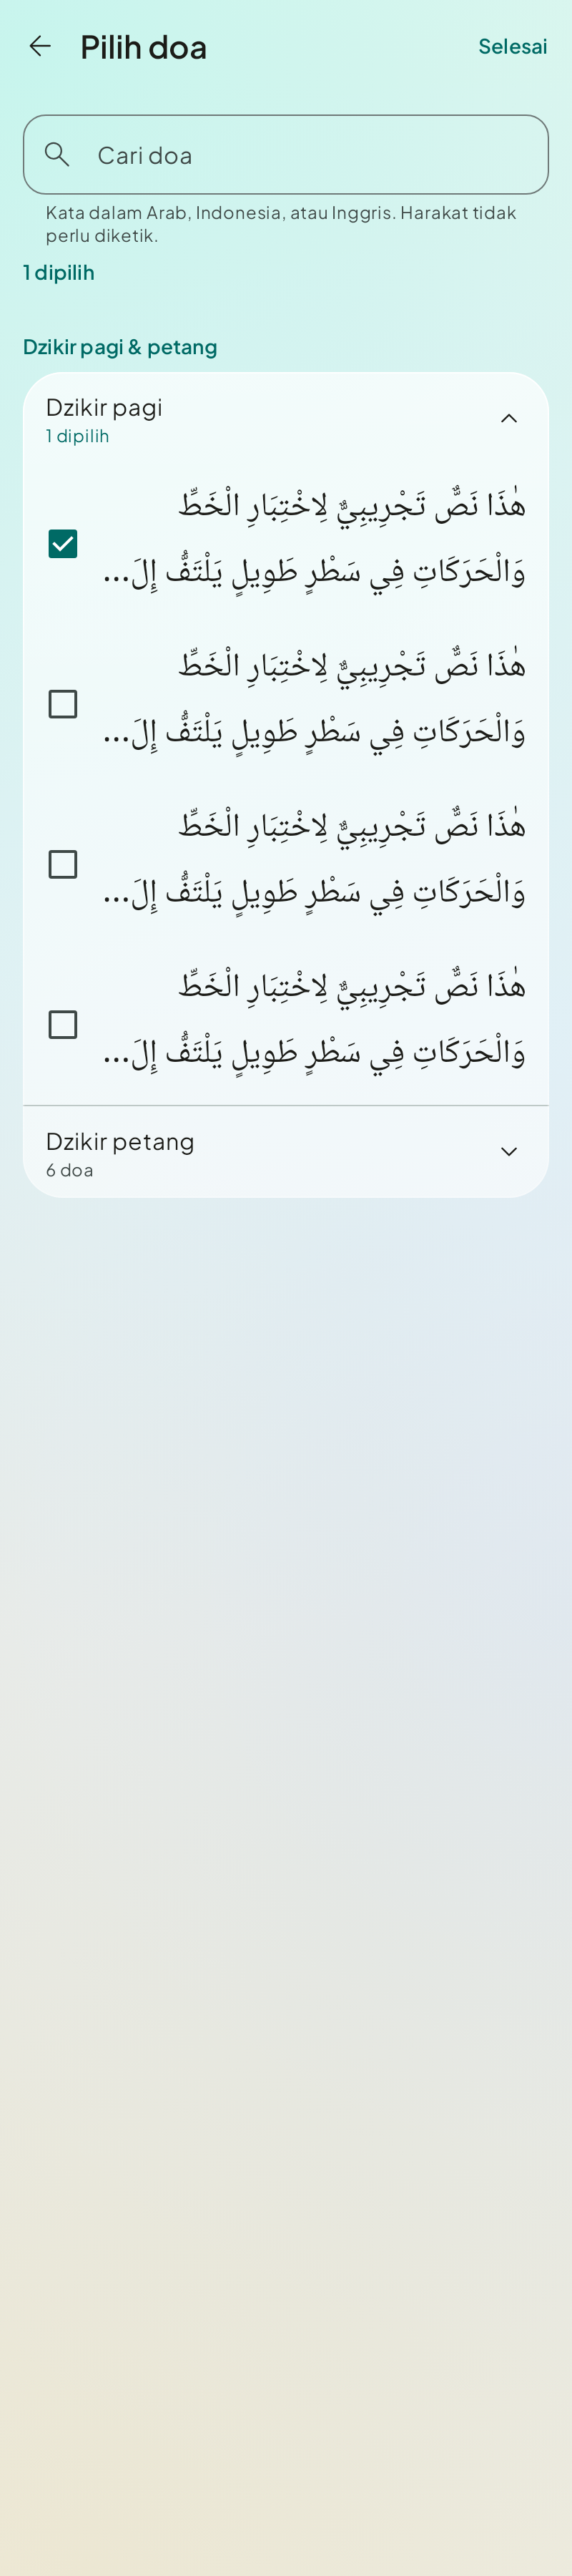 Pilih doa
Selesai
Cari doa
Kata dalam Arab, Indonesia, atau Inggris. Harakat tidak
perlu diketik.
1 dipilih
Dzikir pagi & petang
Dzikir pagi
1 dipilih
هٰذَا نَصٌّ تَجْرِيبِيٌّ لِاخْتِبَارِ الْخَطِّ
وَالْحَرَكَاتِ فِي سَطْرٍ طَوِيلٍ يَلْتَفُّ إِلَ...
هٰذَا نَصٌّ تَجْرِيبِيٌّ لِاخْتِبَارِ الْخَطِّ
وَالْحَرَكَاتِ فِي سَطْرٍ طَوِيلٍ يَلْتَفُّ إِلَ...
هٰذَا نَصٌّ تَجْرِيبِيٌّ لِاخْتِبَارِ الْخَطِّ
وَالْحَرَكَاتِ فِي سَطْرٍ طَوِيلٍ يَلْتَفُّ إِلَ...
هٰذَا نَصٌّ تَجْرِيبِيٌّ لِاخْتِبَارِ الْخَطِّ
وَالْحَرَكَاتِ فِي سَطْرٍ طَوِيلٍ يَلْتَفُّ إِلَ...
Dzikir petang
6 doa